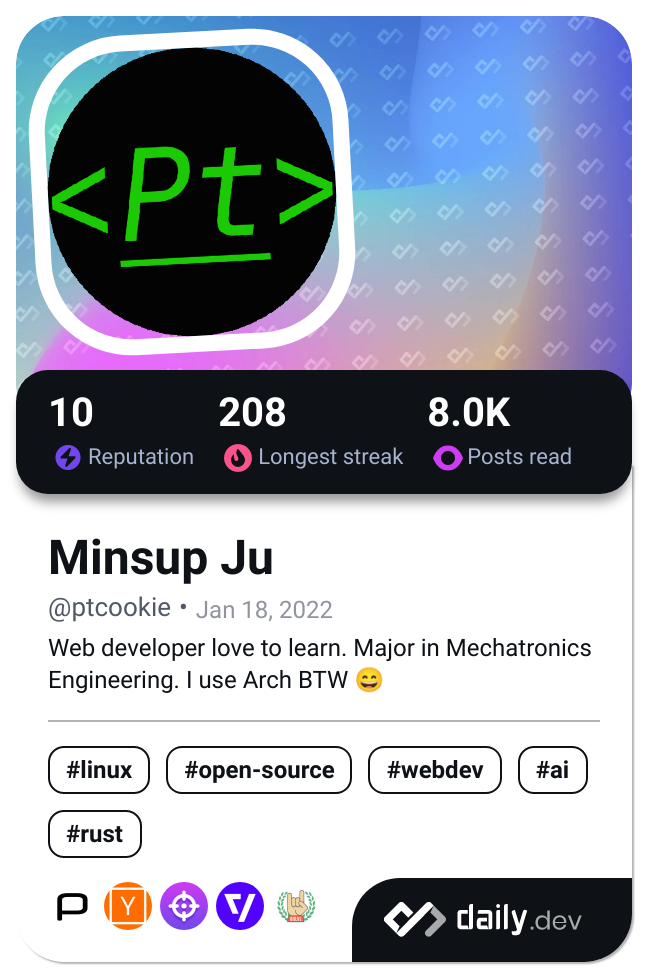 <Pt>
10 208 8.0K
Reputation Longest streak Posts read
Minsup Ju
@ptcookie • Jan 18, 2022
Web developer love to learn. Major in Mechatronics
Engineering. I use Arch BTW 😄
#linux #open-source #webdev #ai
#rust
Y
daily.dev